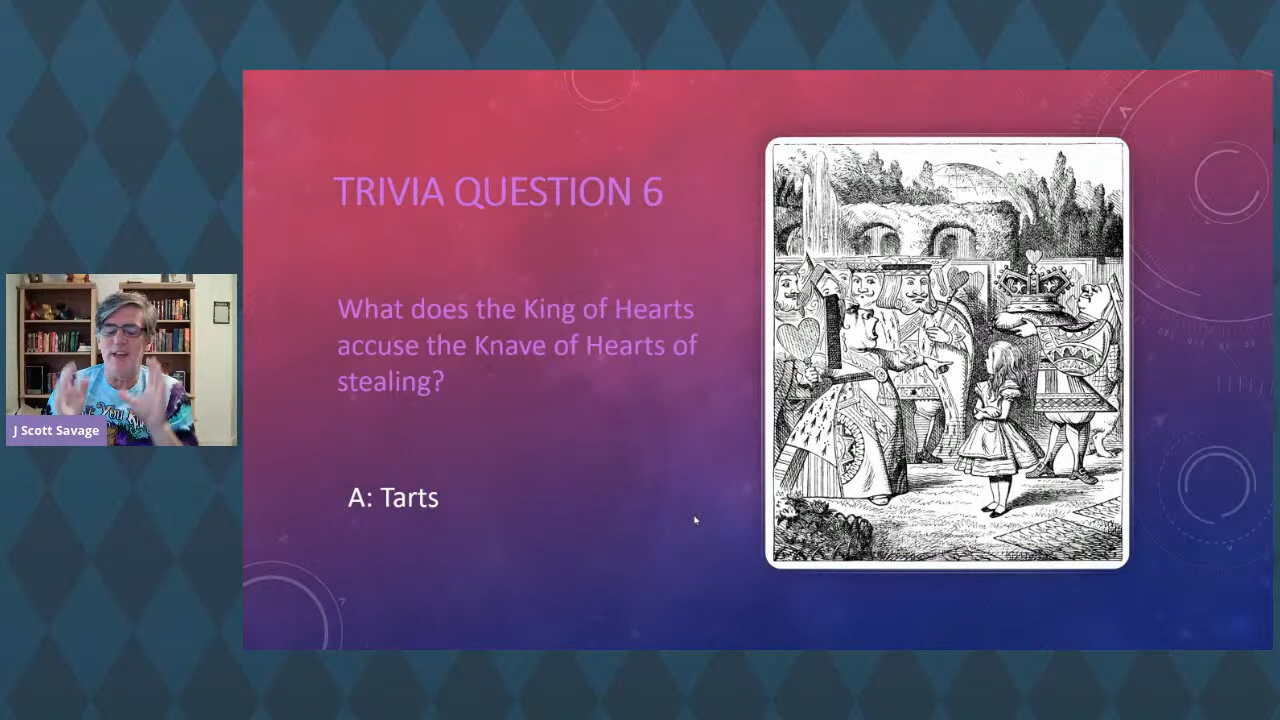 TRIVIA QUESTION 6
What does the King of Hearts
accuse the Knave of Hearts of
stealing?
A: Tarts
J Scott Savage